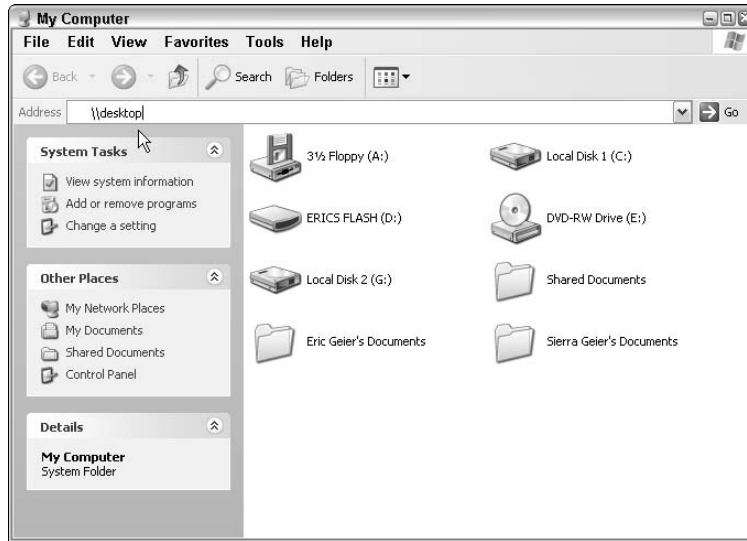 My Computer
File Edit View Favorites Tools Help
Back Search Folders
Address \\desktop Go
System Tasks
View system information
Add or remove programs
Change a setting
Other Places
My Network Places
My Documents
Shared Documents
Control Panel
Details
My Computer
System Folder
3½ Floppy (A:)
Local Disk 1 (C:)
ERICS FLASH (D:)
DVD-RW Drive (E:)
Local Disk 2 (G:)
Shared Documents
Eric Geier's Documents
Sierra Geier's Documents